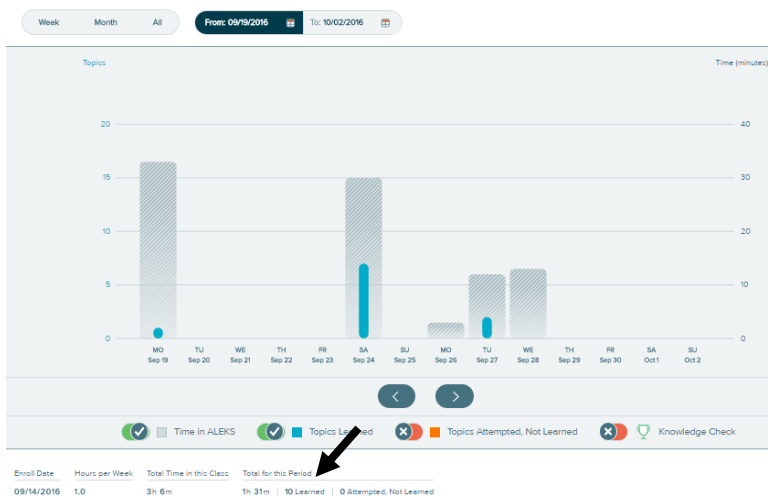 Week Month All From: 09/19/2016 To: 10/02/2016
Topics Time (minutes)
20 40
15 30
10 20
5 10
0 0
MO TU WE TH FR SA SU MO TU WE TH FR SA SU
Sep 19 Sep 20 Sep 21 Sep 22 Sep 23 Sep 24 Sep 25 Sep 26 Sep 27 Sep 28 Sep 29 Sep 30 Oct 1 Oct 2
Time in ALEKS Topics Learned Topics Attempted, Not Learned Knowledge Check
Enroll Date Hours per Week Total Time in this Class Total for this Period
09/14/2016 1.0 3h 6m 1h 31m | 10 Learned | 0 Attempted, Not Learned